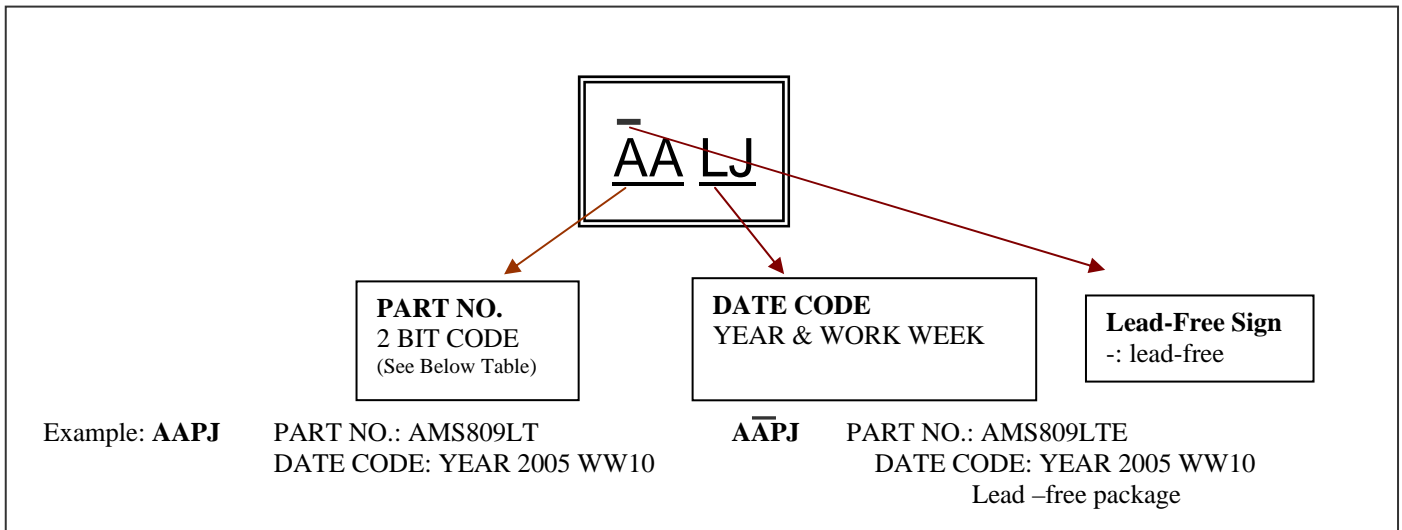 AA LJ
PART NO.
2 BIT CODE
(See Below Table)
DATE CODE
YEAR & WORK WEEK
Lead-Free Sign
-: lead-free
Example: AAPJ PART NO.: AMS809LT
DATE CODE: YEAR 2005 WW10
AAPJ PART NO.: AMS809LTE
DATE CODE: YEAR 2005 WW10
Lead –free package